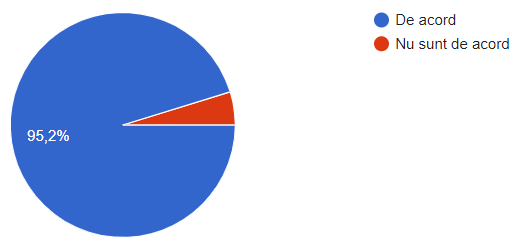 De acord
Nu sunt de acord
95,2%